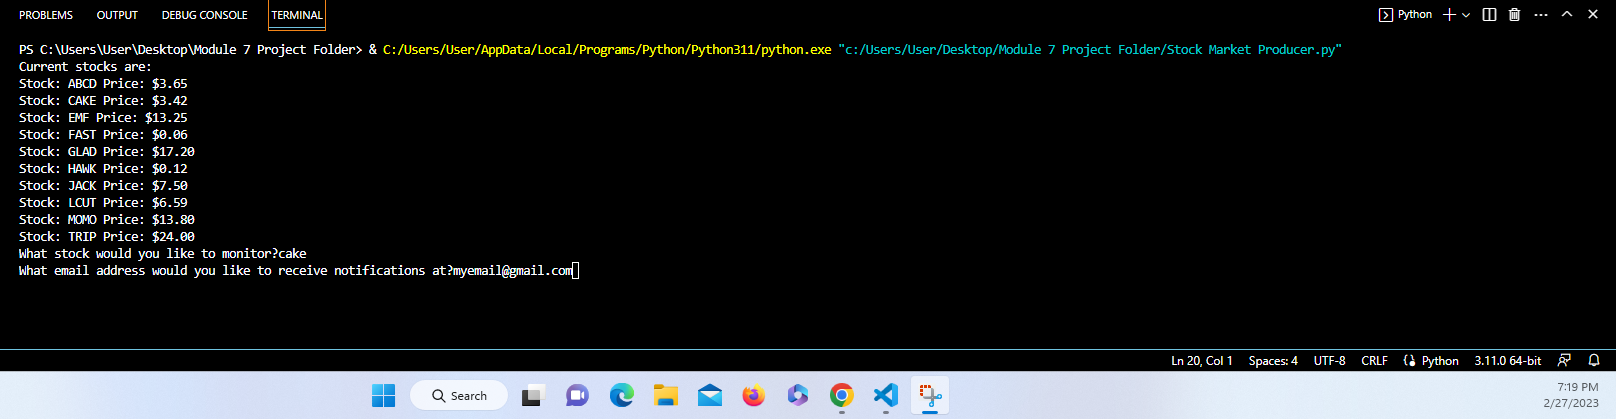 PROBLEMS OUTPUT DEBUG CONSOLE TERMINAL Python
PS C:\Users\User\Desktop\Module 7 Project Folder> & C:/Users/User/AppData/Local/Programs/Python/Python311/python.exe "c:/Users/User/Desktop/Module 7 Project Folder/Stock Market Producer.py"
Current stocks are:
Stock: ABCD Price: $3.65
Stock: CAKE Price: $3.42
Stock: EMF Price: $13.25
Stock: FAST Price: $0.06
Stock: GLAD Price: $17.20
Stock: HAWK Price: $0.12
Stock: JACK Price: $7.50
Stock: LCUT Price: $6.59
Stock: MOMO Price: $13.80
Stock: TRIP Price: $24.00
What stock would you like to monitor?cake
What email address would you like to receive notifications at?myemail@gmail.com
Ln 20, Col 1 Spaces: 4 UTF-8 CRLF Python 3.11.0 64-bit
Search
7:19 PM
2/27/2023